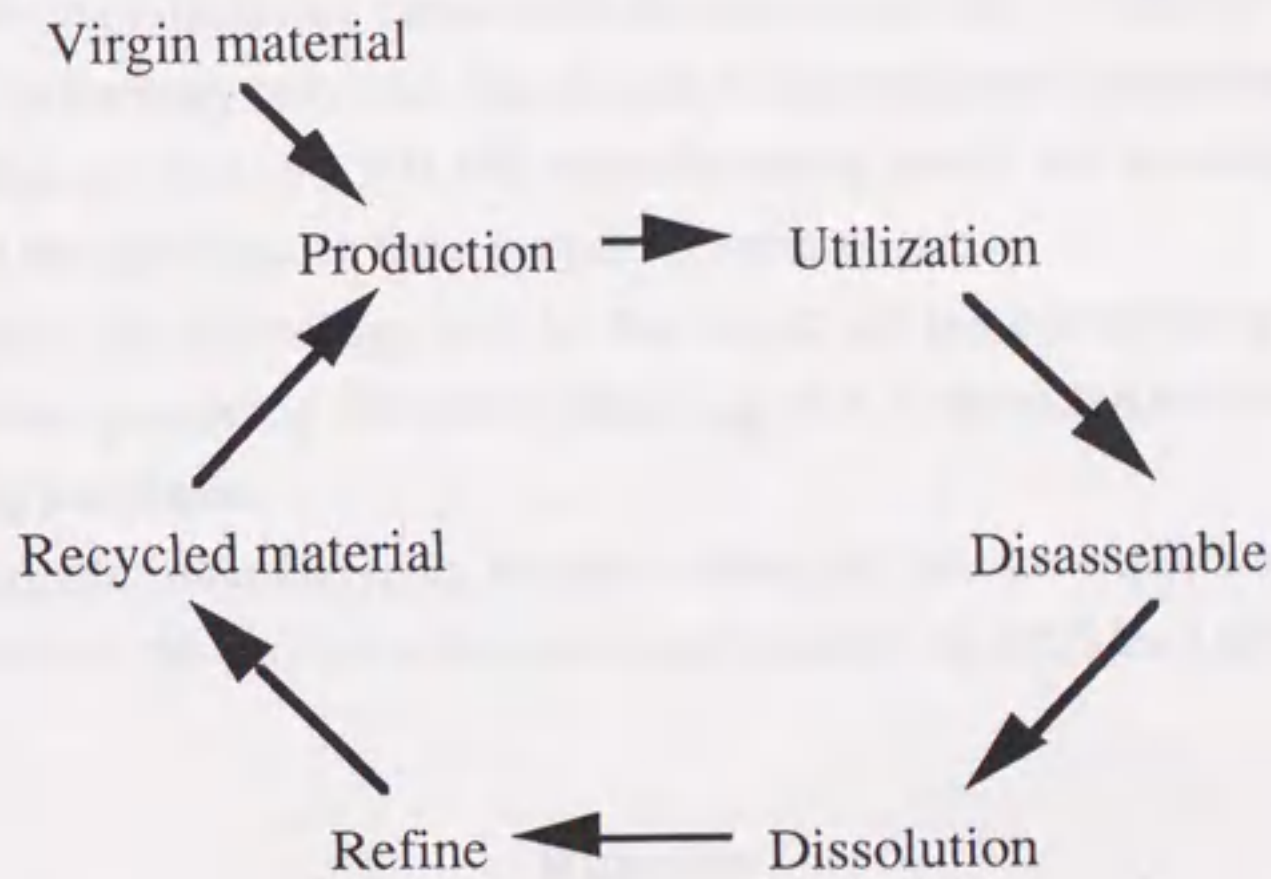 Virgin material
Production
Utilization
Recycled material
Disassemble
Refine
Dissolution